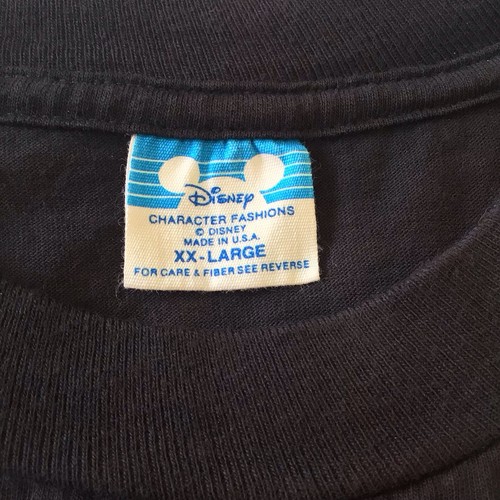 Disney
CHARACTER FASHIONS
© DISNEY
MADE IN U.S.A.
XX-LARGE
FOR CARE & FIBER SEE REVERSE